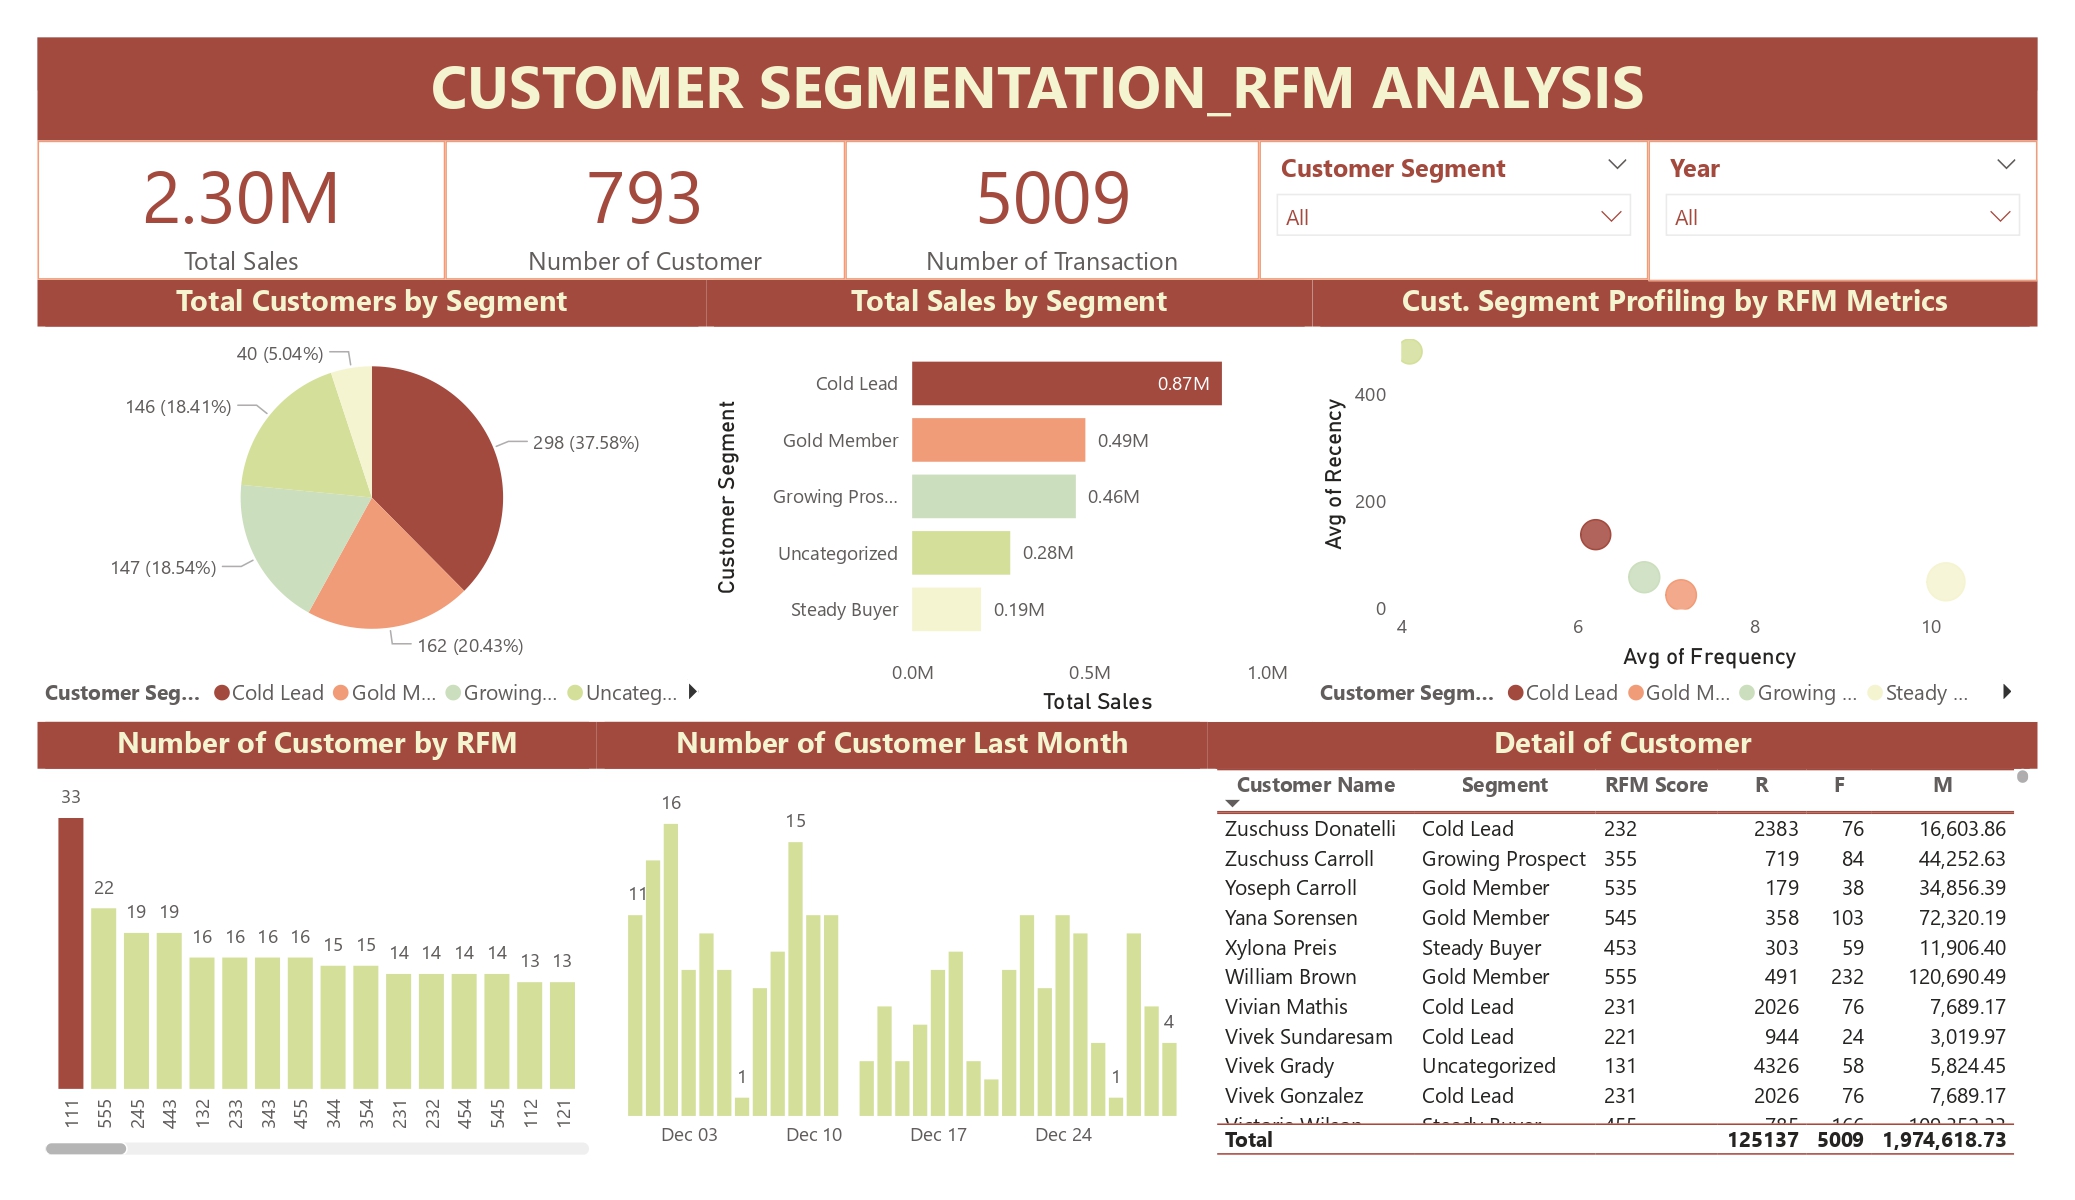 CUSTOMER SEGMENTATION_RFM ANALYSIS
2.30M
Total Sales
793
Number of Customer
5009
Number of Transaction
Customer Segment
All
Year
All
Total Customers by Segment
40 (5.04%)
146 (18.41%)
298 (37.58%)
147 (18.54%)
162 (20.43%)
Customer Seg... Cold Lead Gold M... Growing... Uncateg...
Total Sales by Segment
Customer Segment
Cold Lead 0.87M
Gold Member 0.49M
Growing Pros... 0.46M
Uncategorized 0.28M
Steady Buyer 0.19M
0.0M 0.5M 1.0M
Total Sales
Cust. Segment Profiling by RFM Metrics
Avg of Recency
400
200
0
4 6 8 10
Avg of Frequency
Customer Segm... Cold Lead Gold M... Growing ... Steady ...
Number of Customer by RFM
33 22 19 19 16 16 16 16 15 15 14 14 14 14 13 13
111 555 245 443 132 233 343 455 344 354 231 232 454 545 112 121
Number of Customer Last Month
11 16 1 15 1 4
Dec 03 Dec 10 Dec 17 Dec 24
Detail of Customer
Customer Name Segment RFM Score R F M
Zuschuss Donatelli Cold Lead 232 2383 76 16,603.86
Zuschuss Carroll Growing Prospect 355 719 84 44,252.63
Yoseph Carroll Gold Member 535 179 38 34,856.39
Yana Sorensen Gold Member 545 358 103 72,320.19
Xylona Preis Steady Buyer 453 303 59 11,906.40
William Brown Gold Member 555 491 232 120,690.49
Vivian Mathis Cold Lead 231 2026 76 7,689.17
Vivek Sundaresam Cold Lead 221 944 24 3,019.97
Vivek Grady Uncategorized 131 4326 58 5,824.45
Vivek Gonzalez Cold Lead 231 2026 76 7,689.17
Total 125137 5009 1,974,618.73